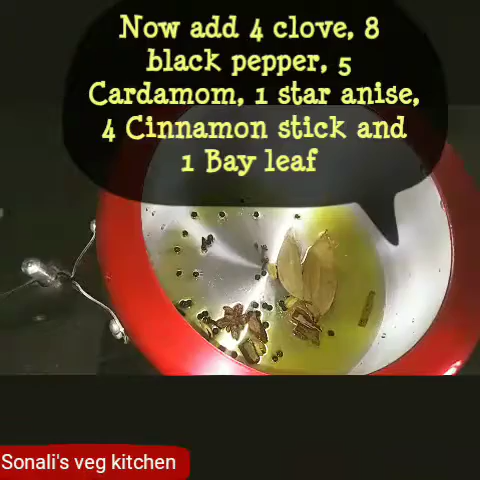 Now add 4 clove, 8
black pepper, 5
Cardamom, 1 star anise,
4 Cinnamon stick and
1 Bay leaf
Sonali's veg kitchen